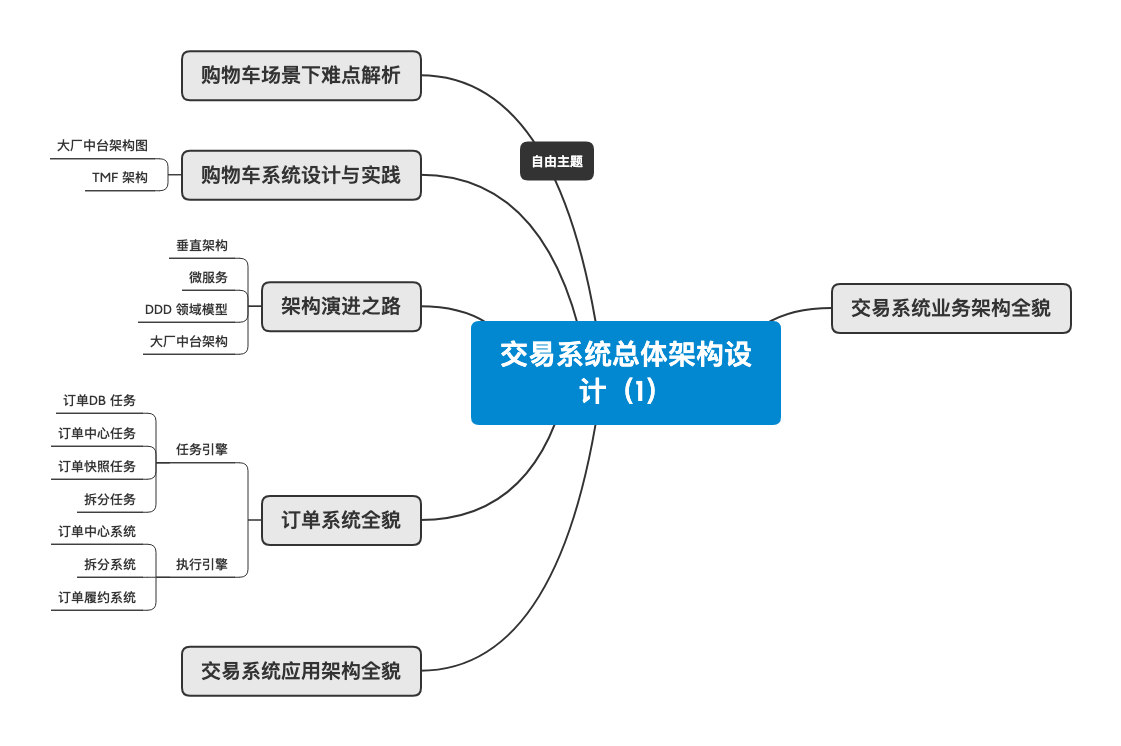 购物车场景下难点解析
大厂中台架构图
自由主题
购物车系统设计与实践
TMF 架构
垂直架构
微服务
架构演进之路
DDD 领域模型
大厂中台架构
交易系统业务架构全貌
交易系统总体架构设
计（1）
订单DB 任务
订单中心任务
任务引擎
订单快照任务
拆分任务
订单系统全貌
订单中心系统
拆分系统
执行引擎
订单履约系统
交易系统应用架构全貌